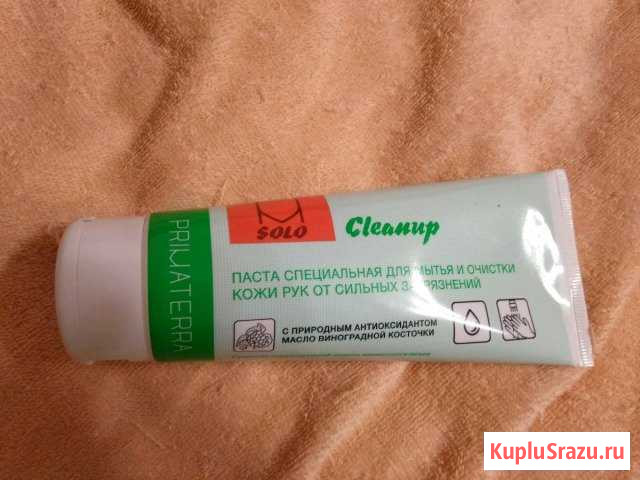 PRIMATERRA
SOLO
Cleanup
ПАСТА СПЕЦИАЛЬНАЯ ДЛЯ МЫТЬЯ И ОЧИСТКИ
КОЖИ РУК ОТ СИЛЬНЫХ ЗАГРЯЗНЕНИЙ
С ПРИРОДНЫМ АНТИОКСИДАНТОМ
МАСЛО ВИНОГРАДНОЙ КОСТОЧКИ
KupluSrazu.ru